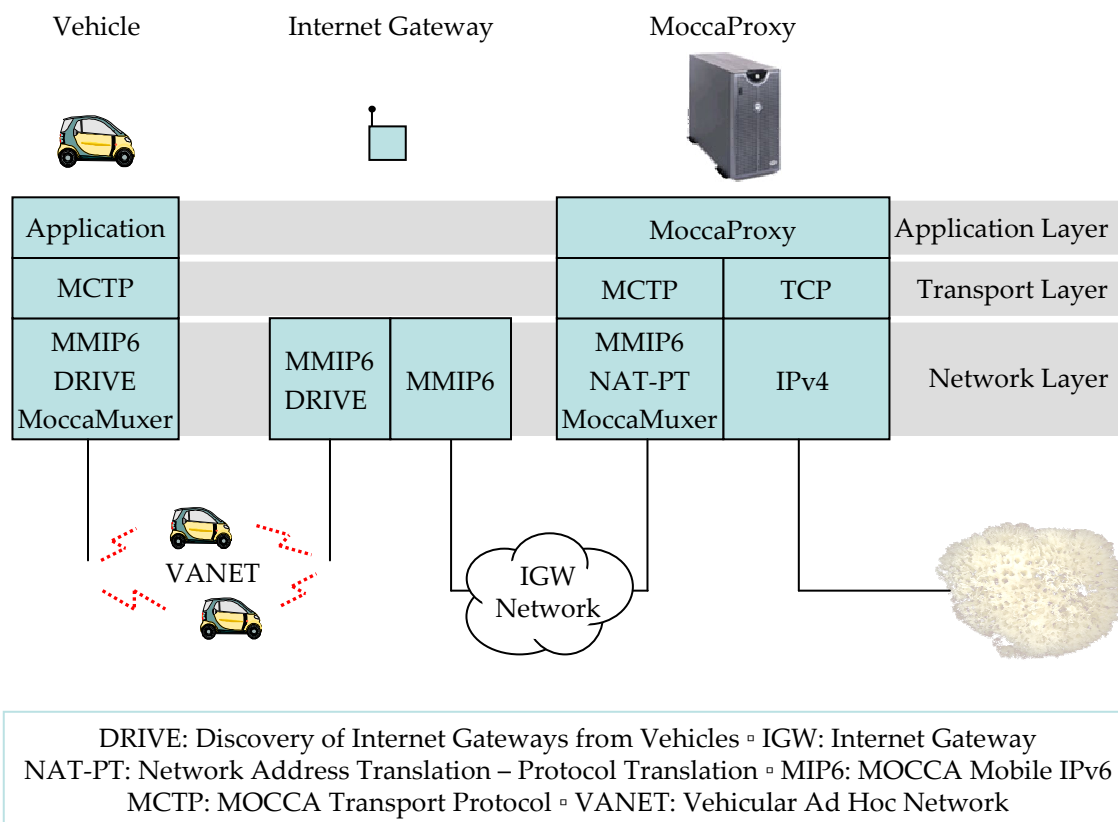 Vehicle
Internet Gateway
MoccaProxy
Application
MoccaProxy
Application Layer
MCTP
MCTP
TCP
Transport Layer
MMIP6
DRIVE
MoccaMuxer
MMIP6
DRIVE
MMIP6
MMIP6
NAT-PT
MoccaMuxer
IPv4
Network Layer
VANET
IGW
Network
DRIVE: Discovery of Internet Gateways from Vehicles ▫ IGW: Internet Gateway
NAT-PT: Network Address Translation – Protocol Translation ▫ MIP6: MOCCA Mobile IPv6
MCTP: MOCCA Transport Protocol ▫ VANET: Vehicular Ad Hoc Network